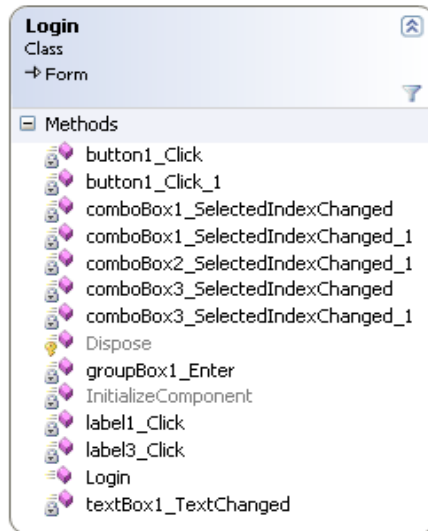 Login
Class
Form
Methods
button1_Click
button1_Click_1
comboBox1_SelectedIndexChanged
comboBox1_SelectedIndexChanged_1
comboBox2_SelectedIndexChanged_1
comboBox3_SelectedIndexChanged
comboBox3_SelectedIndexChanged_1
Dispose
groupBox1_Enter
InitializeComponent
label1_Click
label3_Click
Login
textBox1_TextChanged